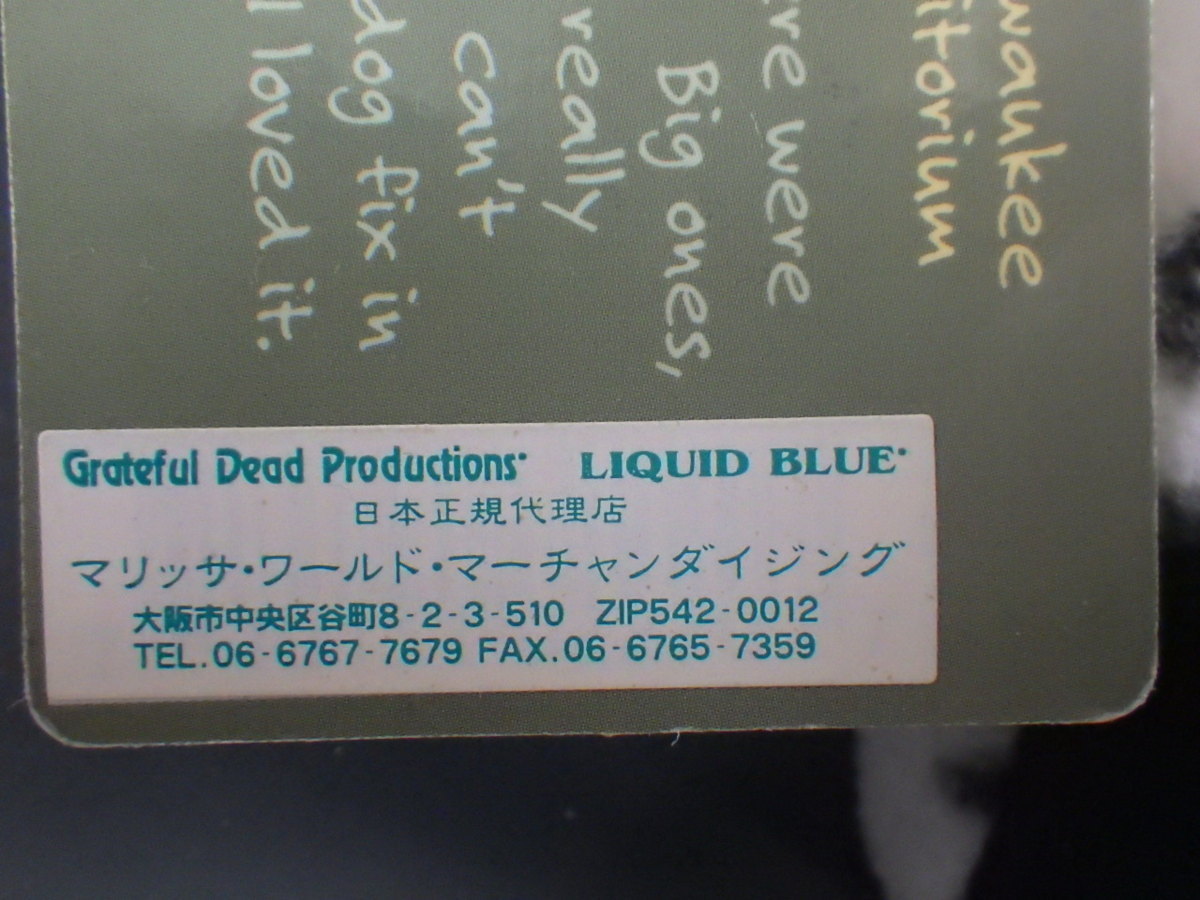 waukee
itorium
re were
Big ones,
really
can't
dog fix in
I loved it.
Grateful Dead Productions LIQUID BLUE
日本正規代理店
マリッサ・ワールド・マーチャンダイジング
大阪市中央区谷町8-2-3-510 ZIP542-0012
TEL.06-6767-7679 FAX.06-6765-7359